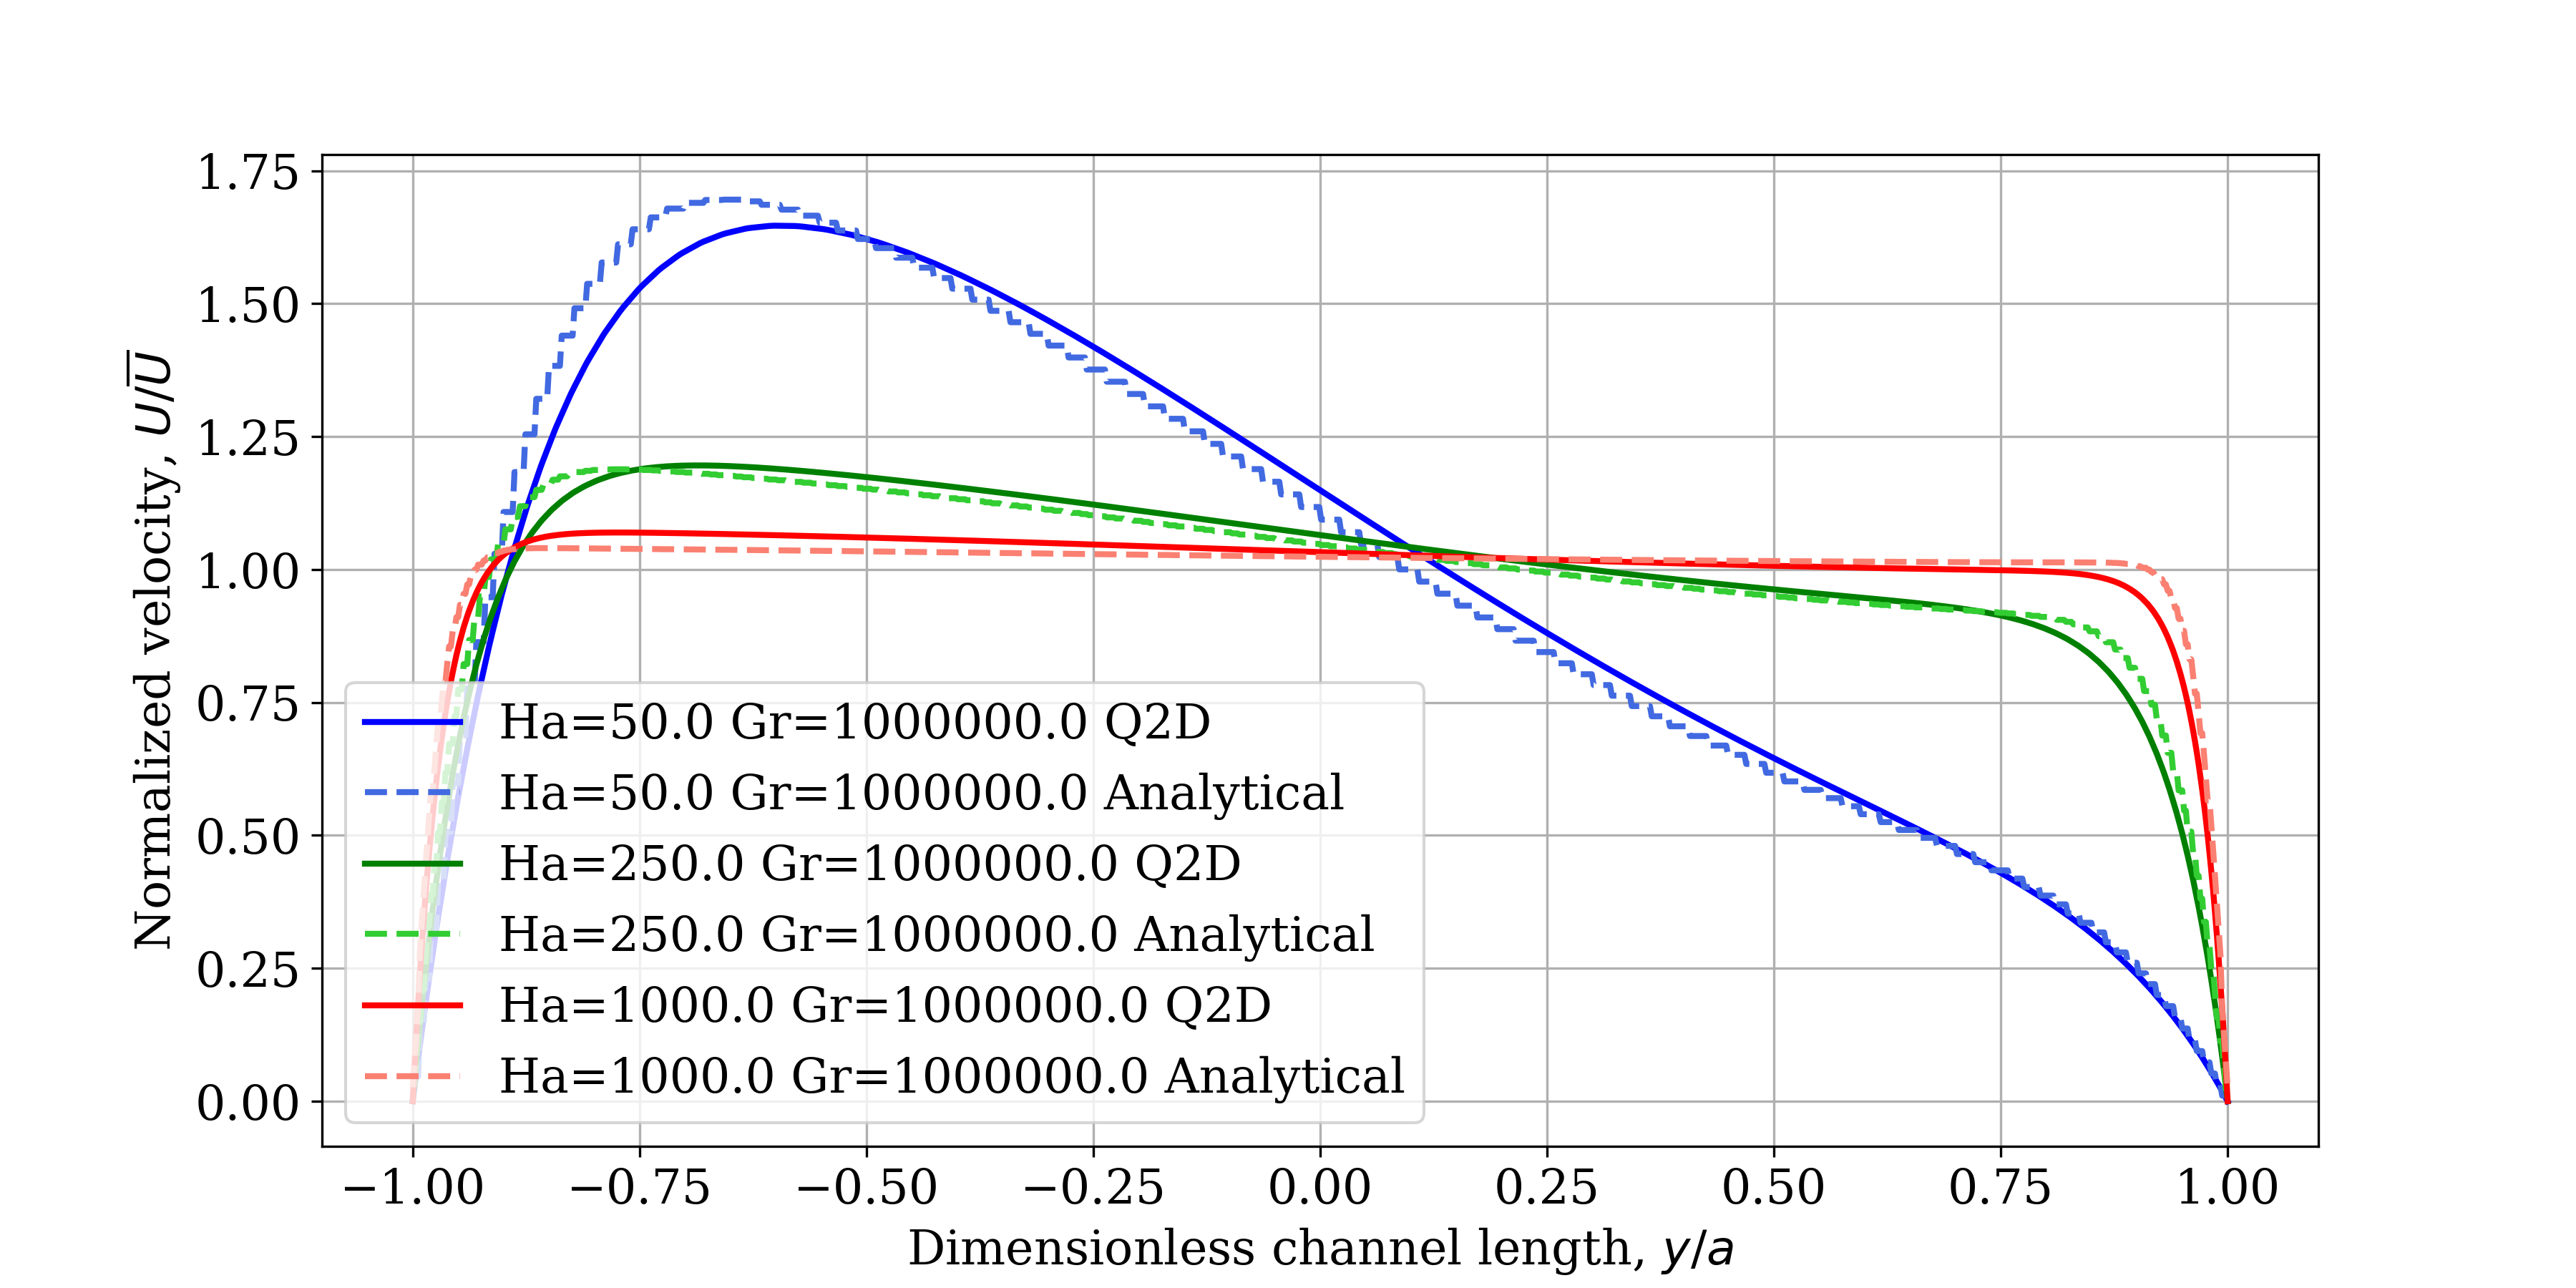 1.75
1.50
1.25
1.00
0.75
0.50
0.25
0.00
Normalized velocity, U/U̅
Ha=50.0 Gr=1000000.0 Q2D
Ha=50.0 Gr=1000000.0 Analytical
Ha=250.0 Gr=1000000.0 Q2D
Ha=250.0 Gr=1000000.0 Analytical
Ha=1000.0 Gr=1000000.0 Q2D
Ha=1000.0 Gr=1000000.0 Analytical
−1.00 −0.75 −0.50 −0.25 0.00 0.25 0.50 0.75 1.00
Dimensionless channel length, y/a